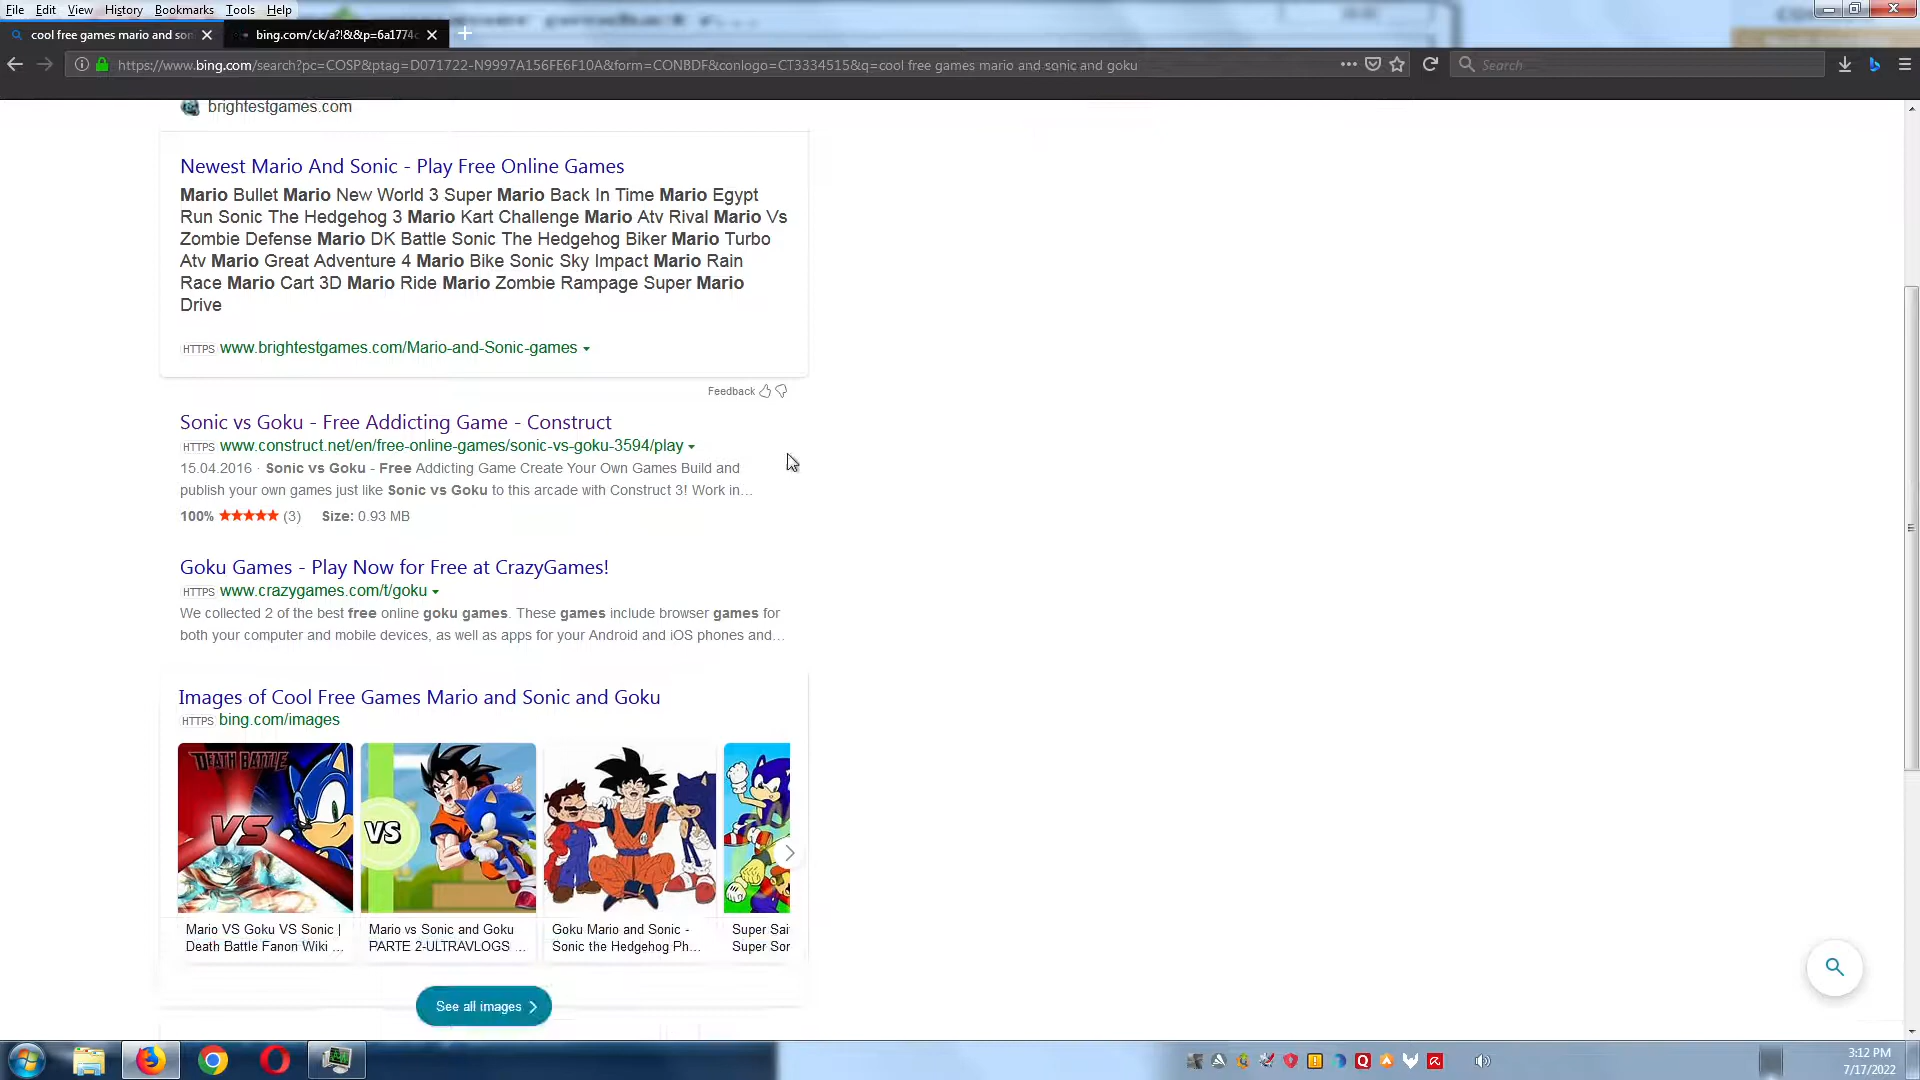 File Edit View History Bookmarks Tools Help
cool free games mario and son
bing.com/ck/a?!&&p=6a1774c
https://www.bing.com/search?pc=COSP&ptag=D071722-N9997A156FE6F10A&form=CONBDF&conlogo=CT3334515&q=cool free games mario and sonic and goku
Search
brightestgames.com
Newest Mario And Sonic - Play Free Online Games
Mario Bullet Mario New World 3 Super Mario Back In Time Mario Egypt
Run Sonic The Hedgehog 3 Mario Kart Challenge Mario Atv Rival Mario Vs
Zombie Defense Mario DK Battle Sonic The Hedgehog Biker Mario Turbo
Atv Mario Great Adventure 4 Mario Bike Sonic Sky Impact Mario Rain
Race Mario Cart 3D Mario Ride Mario Zombie Rampage Super Mario
Drive
HTTPS www.brightestgames.com/Mario-and-Sonic-games
Feedback
Sonic vs Goku - Free Addicting Game - Construct
HTTPS www.construct.net/en/free-online-games/sonic-vs-goku-3594/play
15.04.2016 · Sonic vs Goku - Free Addicting Game Create Your Own Games Build and
publish your own games just like Sonic vs Goku to this arcade with Construct 3! Work in…
100% (3) Size: 0.93 MB
Goku Games - Play Now for Free at CrazyGames!
HTTPS www.crazygames.com/t/goku
We collected 2 of the best free online goku games. These games include browser games for
both your computer and mobile devices, as well as apps for your Android and iOS phones and…
Images of Cool Free Games Mario and Sonic and Goku
HTTPS bing.com/images
DEATH BATTLE
VS
VS
Mario VS Goku VS Sonic |
Death Battle Fanon Wiki ...
Mario vs Sonic and Goku
PARTE 2-ULTRAVLOGS ...
Goku Mario and Sonic -
Sonic the Hedgehog Ph...
Super Sai
Super Sor
See all images
3:12 PM
7/17/2022